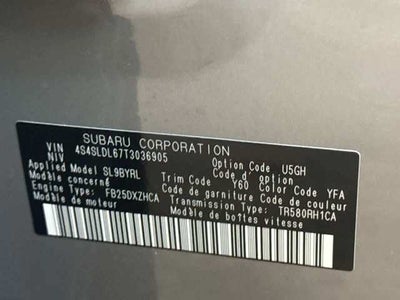 SUBARU CORPORATION
VIN
NIV 4S4SLDL67T3036905
Option Code U5GH
Applied Model SL9BYRL
Modèle concerné
Trim Code Y60 Color Code YFA
Code de garniture Code de couleur
Engine Type: FB25DXZHCA
Modèle de moteur
Transmission Type: TR580RH1CA
Modèle de boîtes vitesse